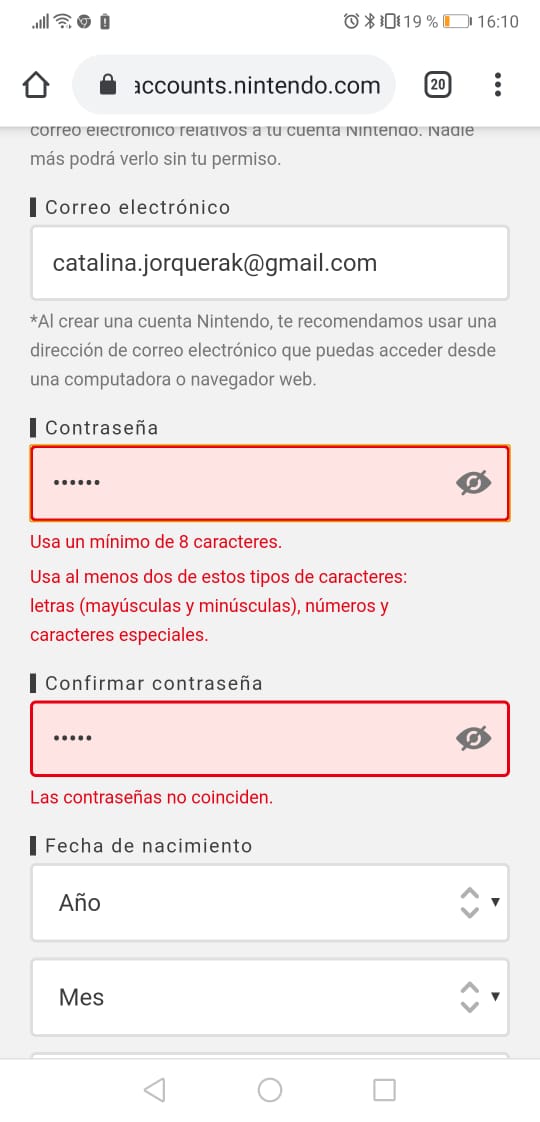 19 % 16:10
accounts.nintendo.com 20
correo electrónico relativos a tu cuenta Nintendo. Nadie
más podrá verlo sin tu permiso.
Correo electrónico
catalina.jorquerak@gmail.com
*Al crear una cuenta Nintendo, te recomendamos usar una
dirección de correo electrónico que puedas acceder desde
una computadora o navegador web.
Contraseña
••••••
Usa un mínimo de 8 caracteres.
Usa al menos dos de estos tipos de caracteres:
letras (mayúsculas y minúsculas), números y
caracteres especiales.
Confirmar contraseña
•••••
Las contraseñas no coinciden.
Fecha de nacimiento
Año
Mes